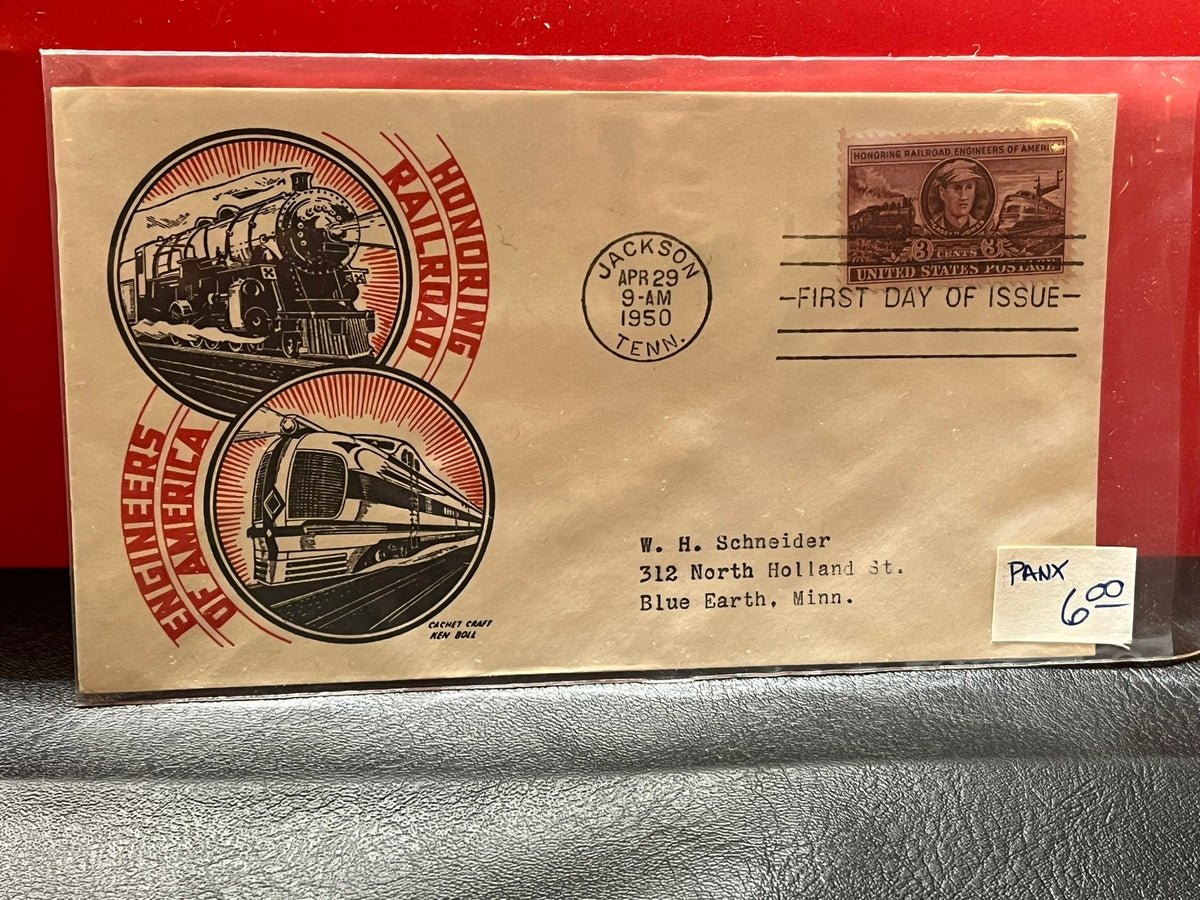 HONORING
RAILROAD
ENGINEERS
OF AMERICA
CACHET CRAFT
KEN BOLL
JACKSON
APR 29
9-AM
1950
TENN.
HONORING RAILROAD ENGINEERS OF AMERICA
CASEY JONES
3 CENTS 3
UNITED STATES POSTAGE
FIRST DAY OF ISSUE
W. H. Schneider
312 North Holland St.
Blue Earth, Minn.
PANX
6 00